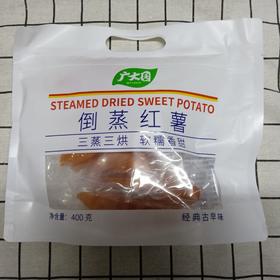 广大园
STEAMED DRIED SWEET POTATO
倒蒸红薯
三蒸三烘 软糯香甜
净含量：400克
经典古早味